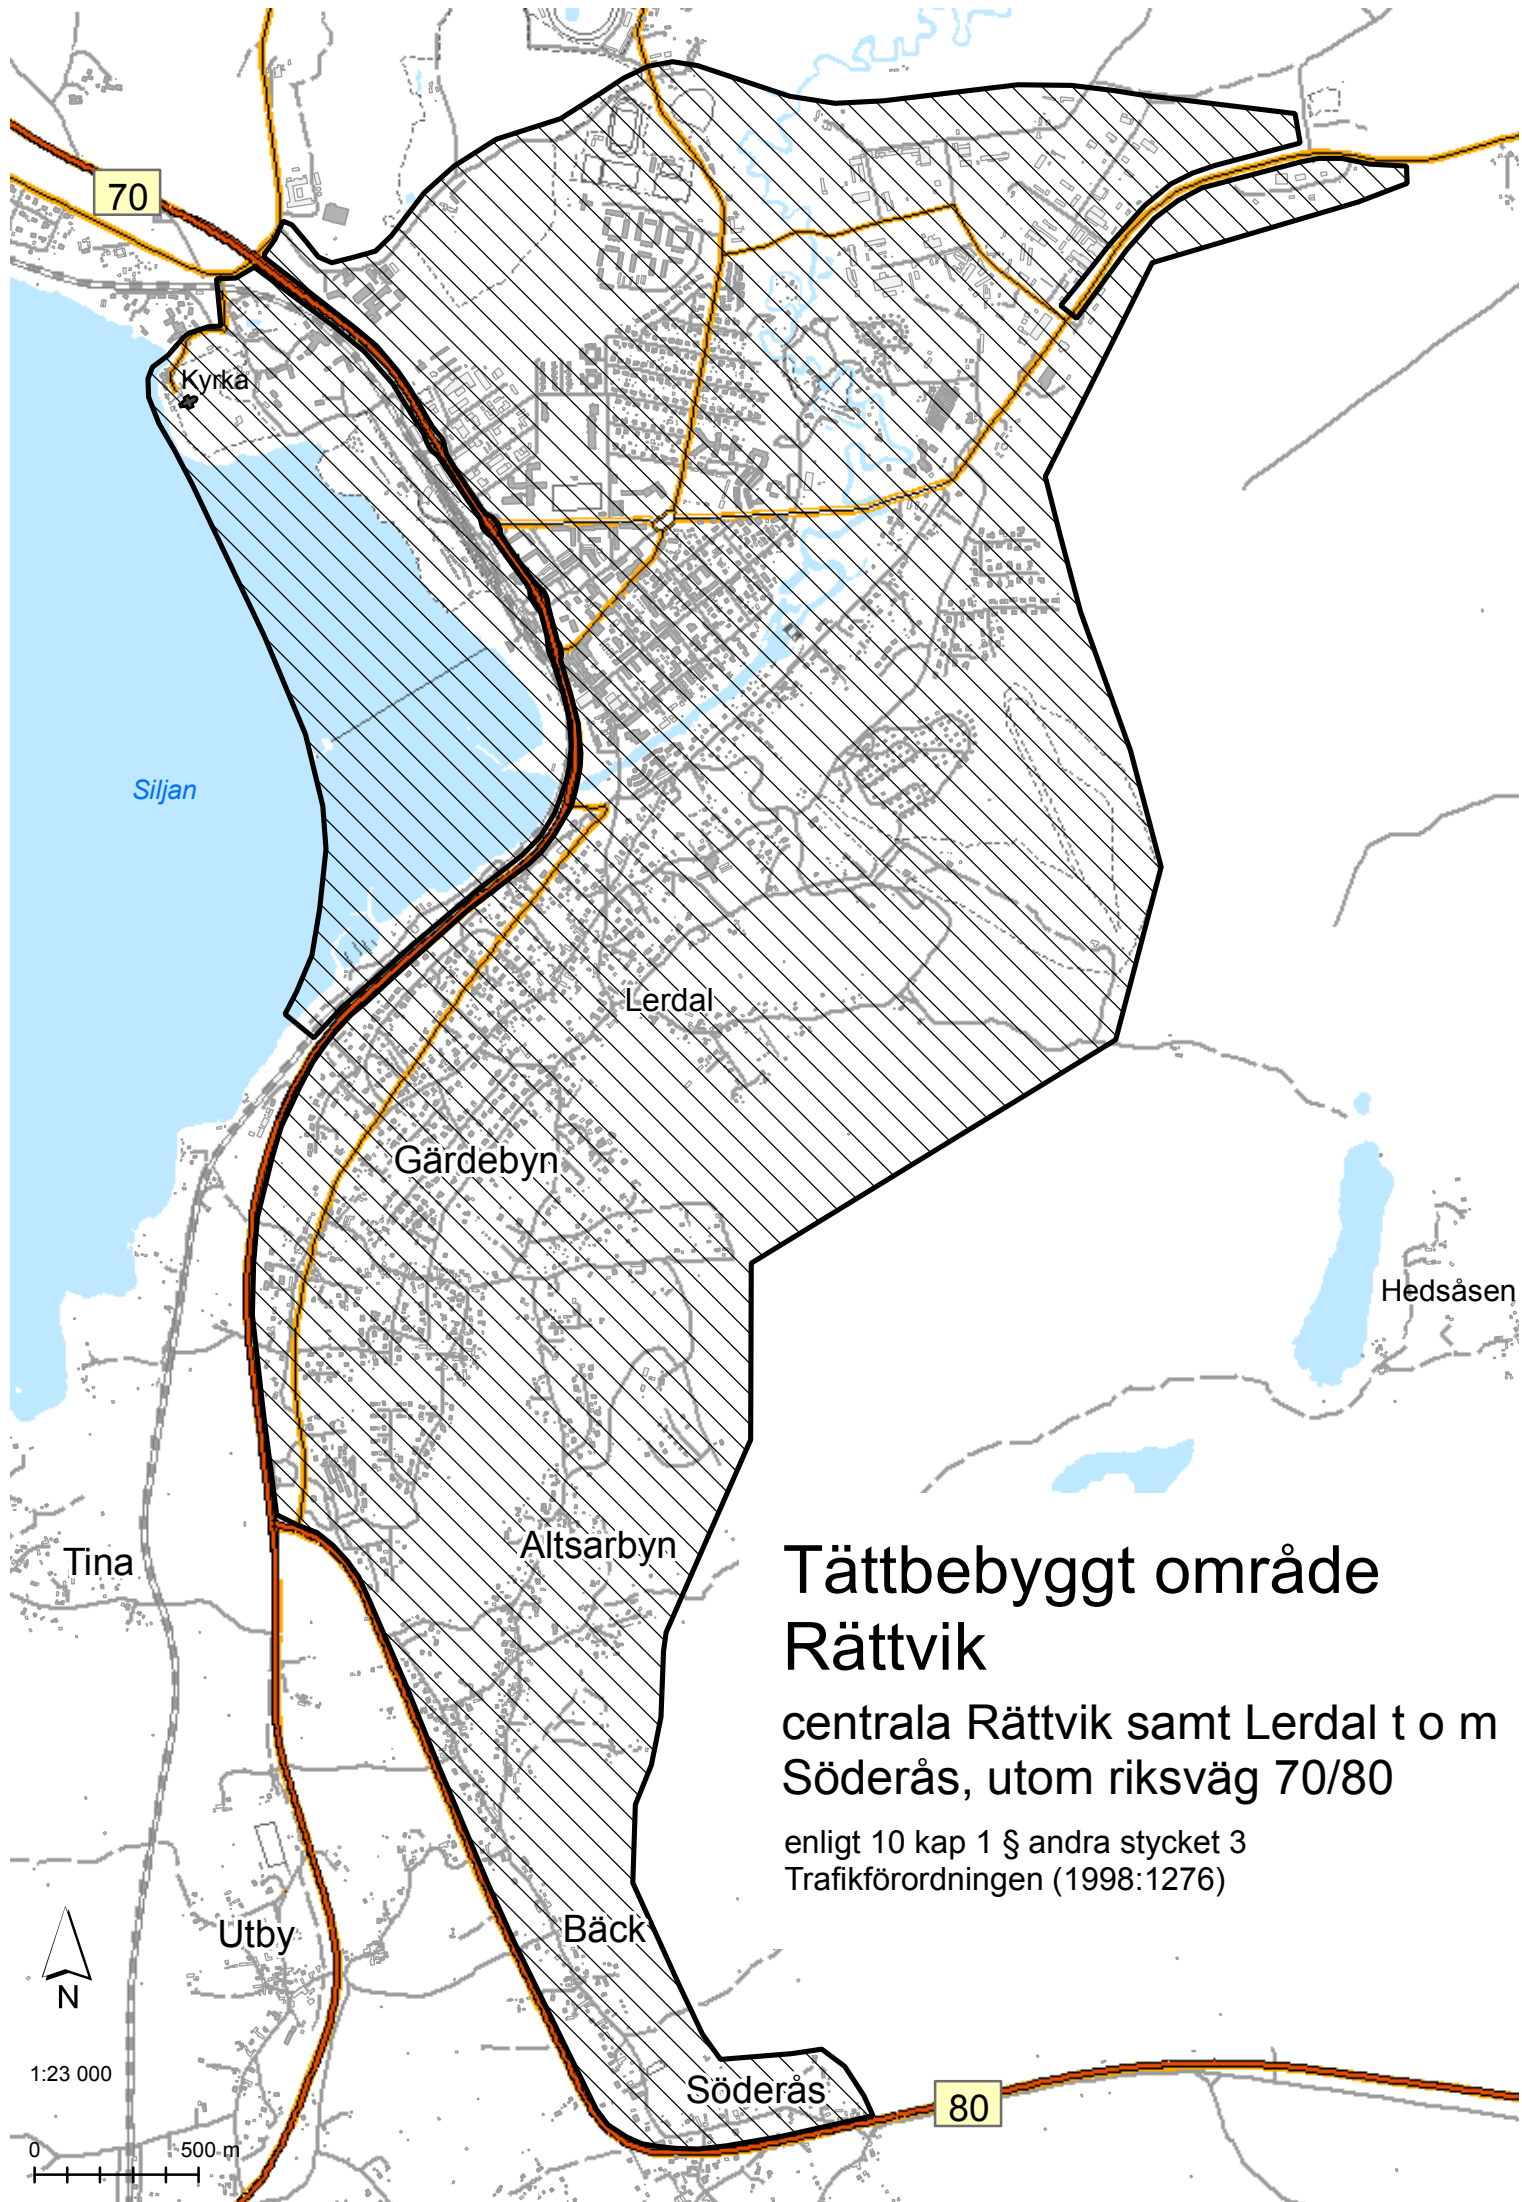 70
Kyrka
Siljan
Lerdal
Gärdebyn
Hedsåsen
Altsarbyn
Tina
Tättbebyggt område
Rättvik
centrala Rättvik samt Lerdal t o m
Söderås, utom riksväg 70/80
enligt 10 kap 1 § andra stycket 3
Trafikförordningen (1998:1276)
Utby
Bäck
N
1:23 000
Söderås
80
0 500 m